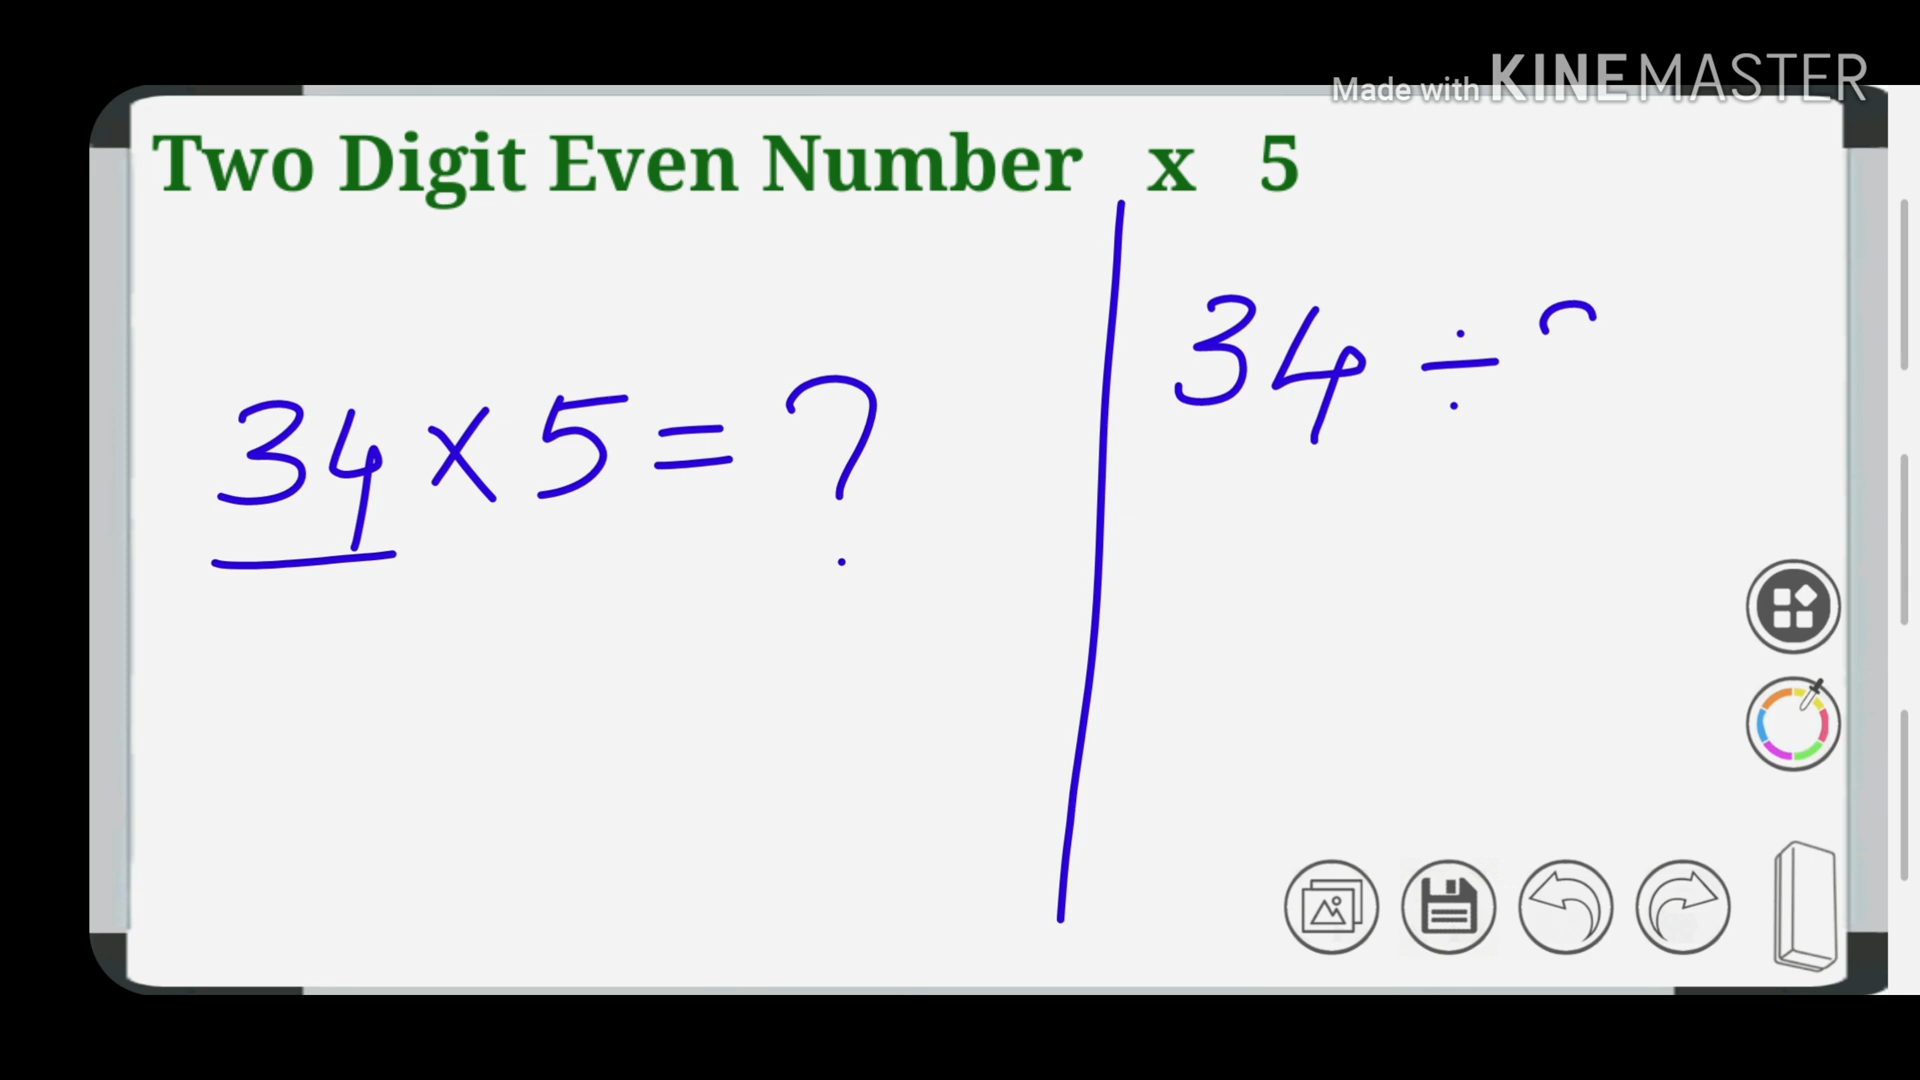 Made with KINEMASTER
Two Digit Even Number x 5
34 x 5 = ?
34 ÷